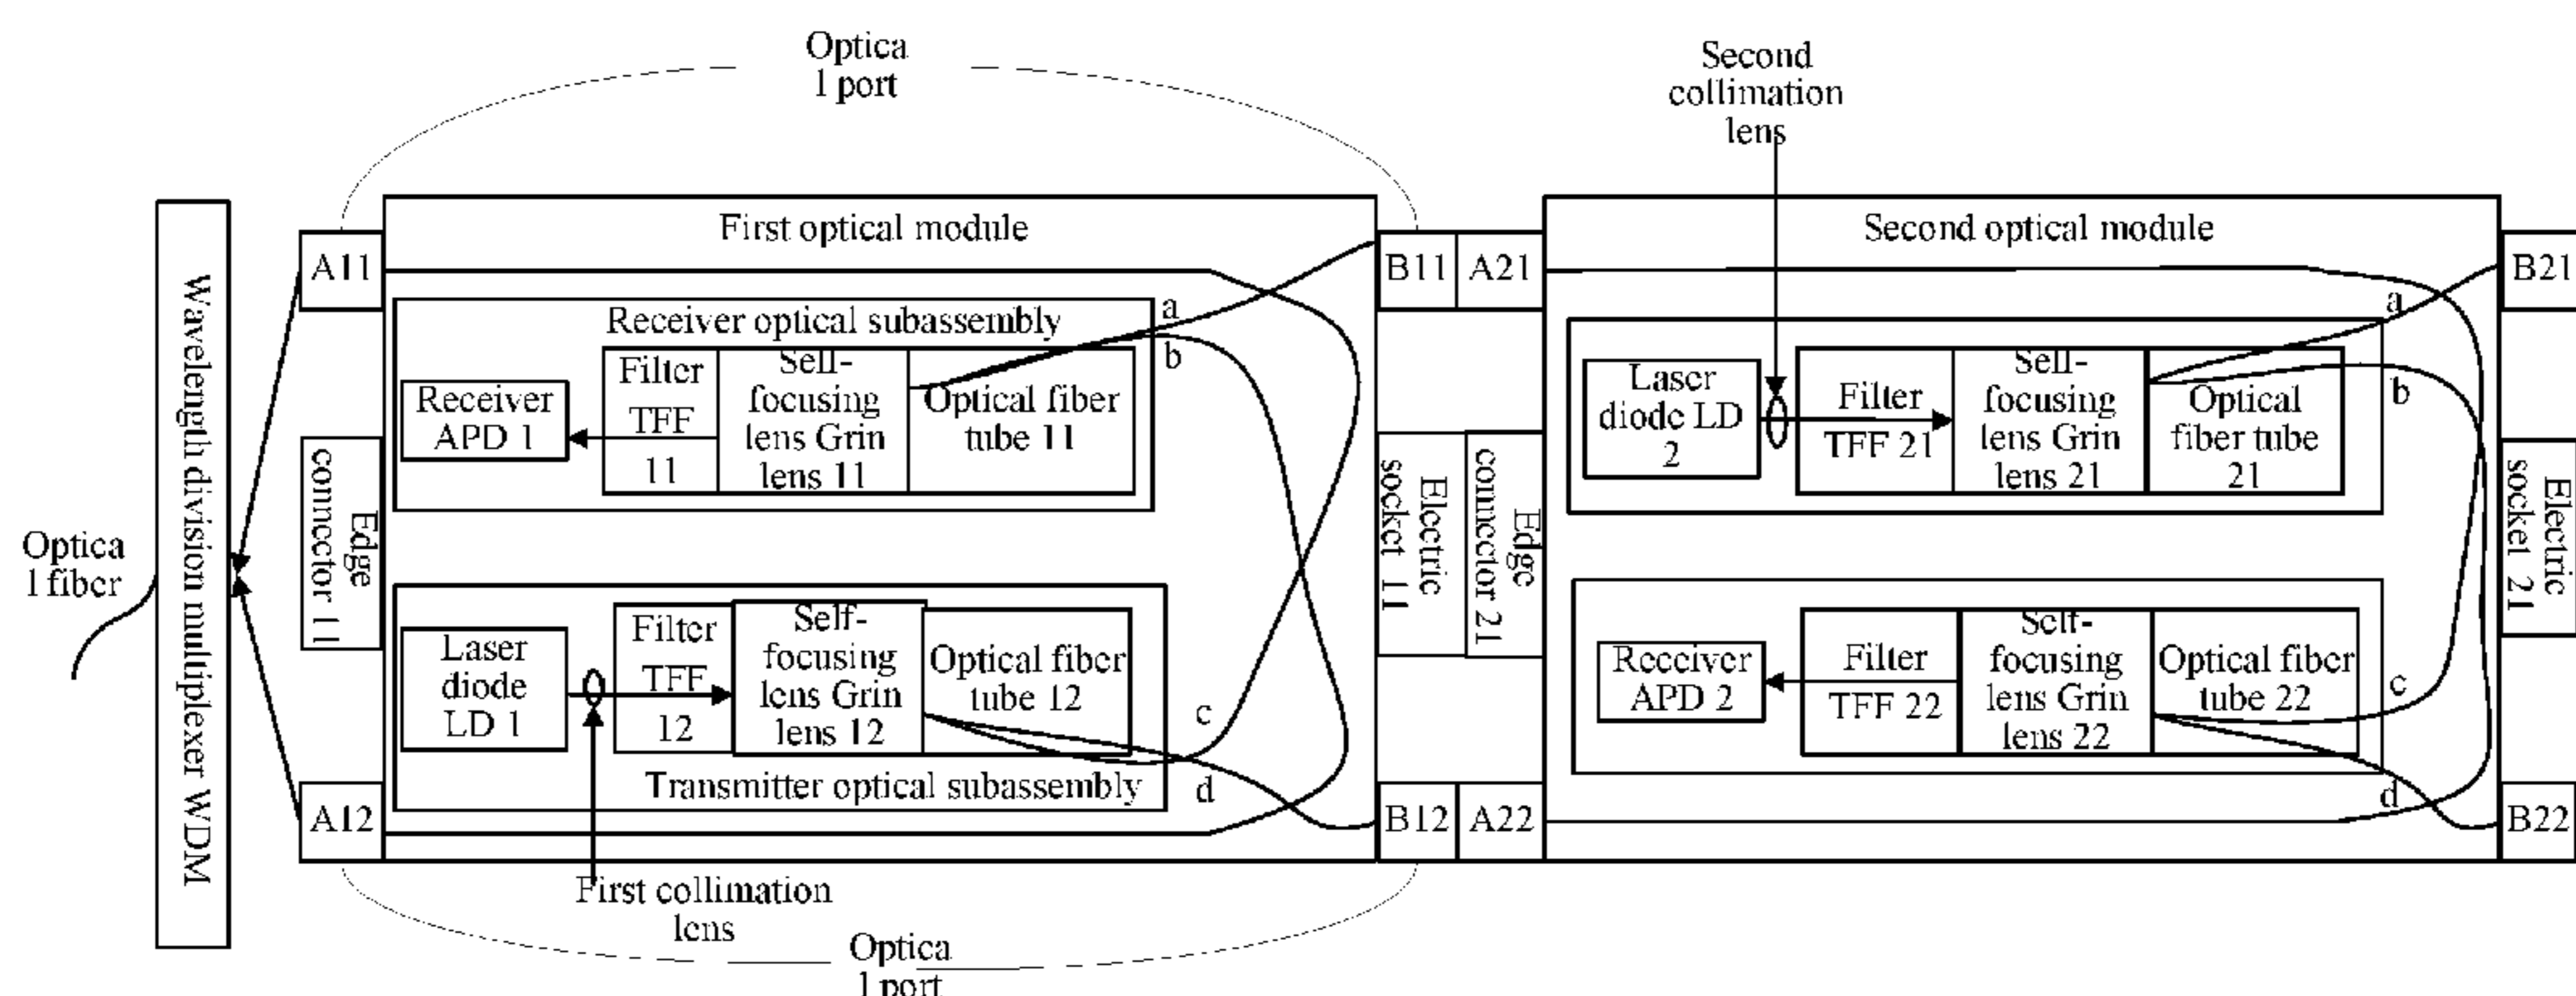 Optica
l port
Second
collimation
lens
First optical module
Second optical module
Wavelength division multiplexer WDM
A11
B11
A21
B21
a
Receiver optical subassembly
b
Filter
TFF
11
Self-
focusing
lens Grin
lens 11
Optical fiber
tube 11
Receiver
APD 1
Laser
diode LD
2
Filter
TFF 21
Self-
focusing
lens Grin
lens 21
Optical
fiber tube
21
a
b
Optica
l fiber
Edge
connector 11
Electric
socket 11
Edge
connector 21
Electric
socket 21
Laser
diode
LD 1
Filter
TFF
12
Self-
focusing
lens Grin
lens 12
Optical fiber
tube 12
c
d
Transmitter optical subassembly
Receiver
APD 2
Filter
TFF 22
Self-
focusing
lens Grin
lens 22
Optical fiber
tube 22
c
d
A12
B12
A22
B22
First collimation
lens
Optica
l port